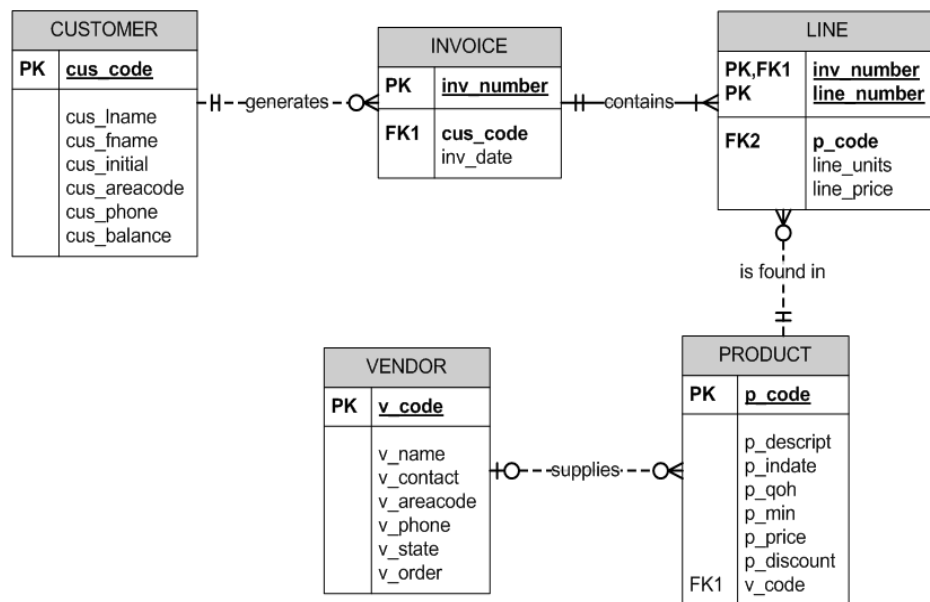 CUSTOMER
PK cus_code
cus_lname
cus_fname
cus_initial
cus_areacode
cus_phone
cus_balance
generates
INVOICE
PK inv_number
FK1 cus_code
inv_date
contains
LINE
PK,FK1 inv_number
PK line_number
FK2 p_code
line_units
line_price
is found in
VENDOR
PK v_code
v_name
v_contact
v_areacode
v_phone
v_state
v_order
supplies
PRODUCT
PK p_code
p_descript
p_indate
p_qoh
p_min
p_price
p_discount
FK1 v_code